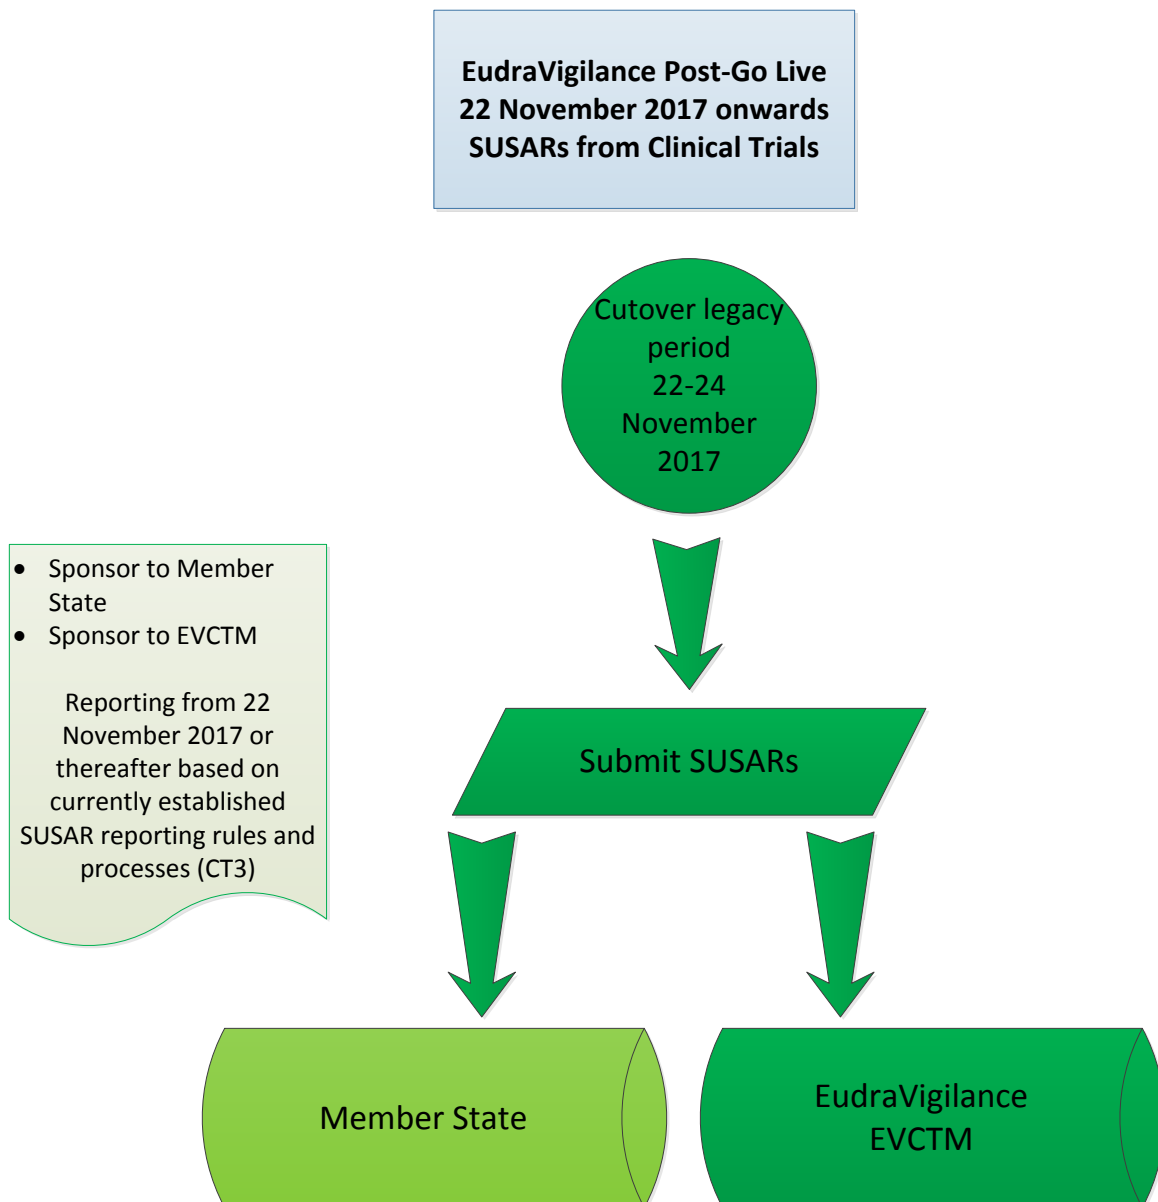 EudraVigilance Post-Go Live
22 November 2017 onwards
SUSARs from Clinical Trials
Cutover legacy
period
22-24
November
2017
• Sponsor to Member
State
• Sponsor to EVCTM
Reporting from 22
November 2017 or
thereafter based on
currently established
SUSAR reporting rules and
processes (CT3)
Submit SUSARs
Member State
EudraVigilance
EVCTM